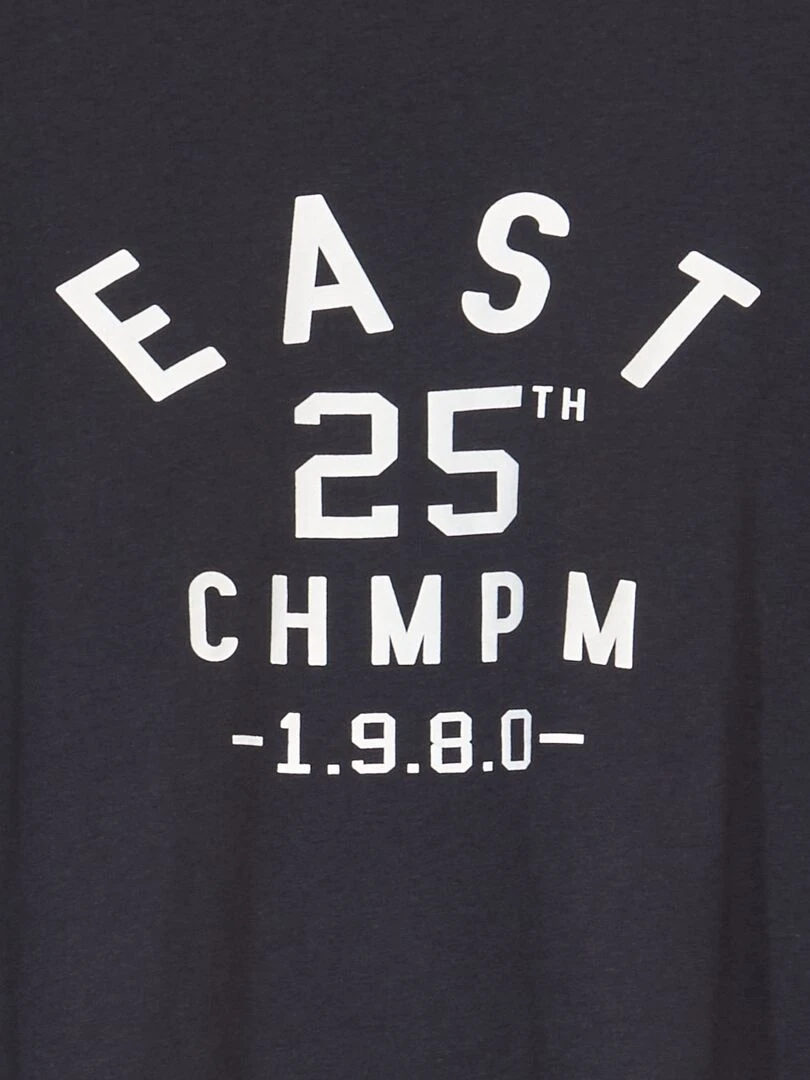 EAST
25TH
CHMPM
-1.9.8.0-